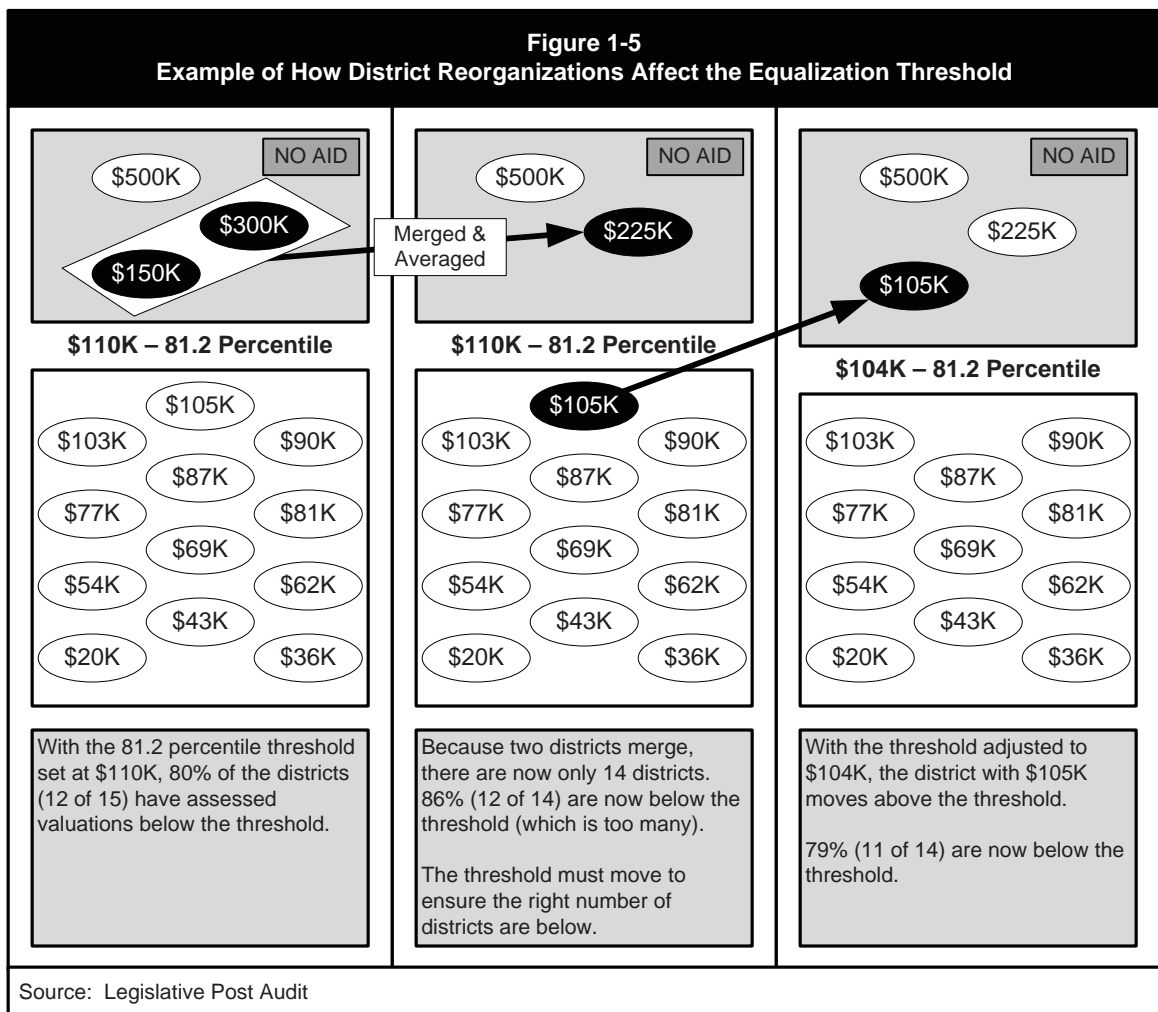 Figure 1-5
Example of How District Reorganizations Affect the Equalization Threshold
NO AID
$500K
$300K
$150K
$110K – 81.2 Percentile
$105K
$103K
$90K
$87K
$77K
$81K
$69K
$54K
$62K
$43K
$20K
$36K
With the 81.2 percentile threshold
set at $110K, 80% of the districts
(12 of 15) have assessed
valuations below the threshold.
Merged &
Averaged
NO AID
$500K
$225K
$110K – 81.2 Percentile
$105K
$103K
$90K
$87K
$77K
$81K
$69K
$54K
$62K
$43K
$20K
$36K
Because two districts merge,
there are now only 14 districts.
86% (12 of 14) are now below the
threshold (which is too many).
The threshold must move to
ensure the right number of
districts are below.
NO AID
$500K
$225K
$105K
$104K – 81.2 Percentile
$103K
$90K
$87K
$77K
$81K
$69K
$54K
$62K
$43K
$20K
$36K
With the threshold adjusted to
$104K, the district with $105K
moves above the threshold.
79% (11 of 14) are now below the
threshold.
Source:  Legislative Post Audit